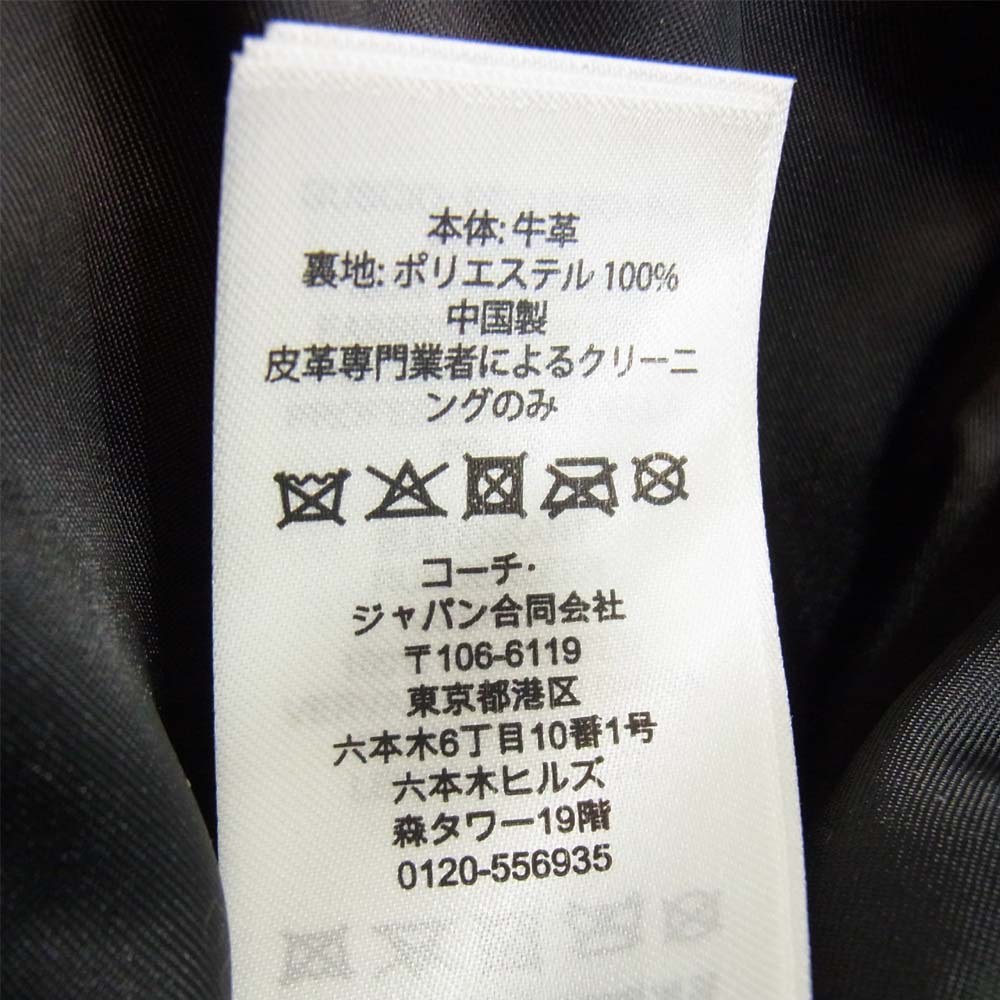 本体: 牛革
裏地: ポリエステル 100%
中国製
皮革専門業者によるクリーニ
ングのみ
コーチ・
ジャパン合同会社
〒106-6119
東京都港区
六本木6丁目10番1号
六本木ヒルズ
森タワー19階
0120-556935